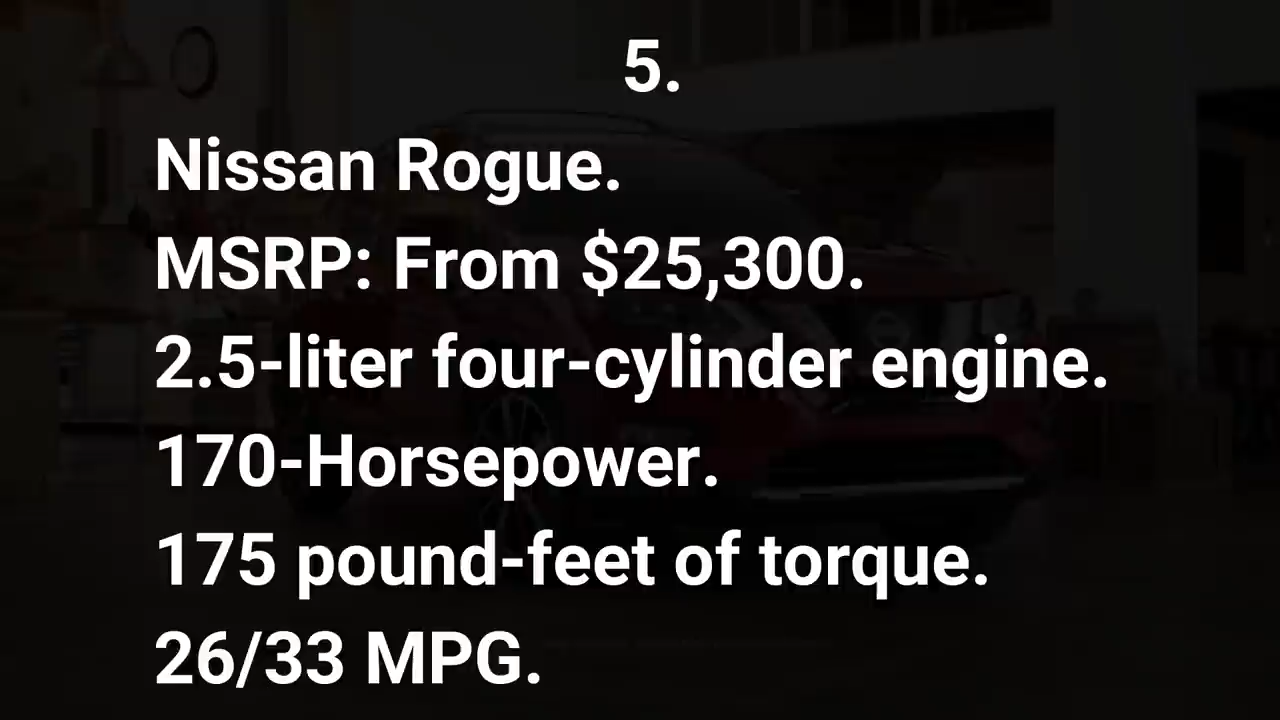 5.
Nissan Rogue.
MSRP: From $25,300.
2.5-liter four-cylinder engine.
170-Horsepower.
175 pound-feet of torque.
26/33 MPG.